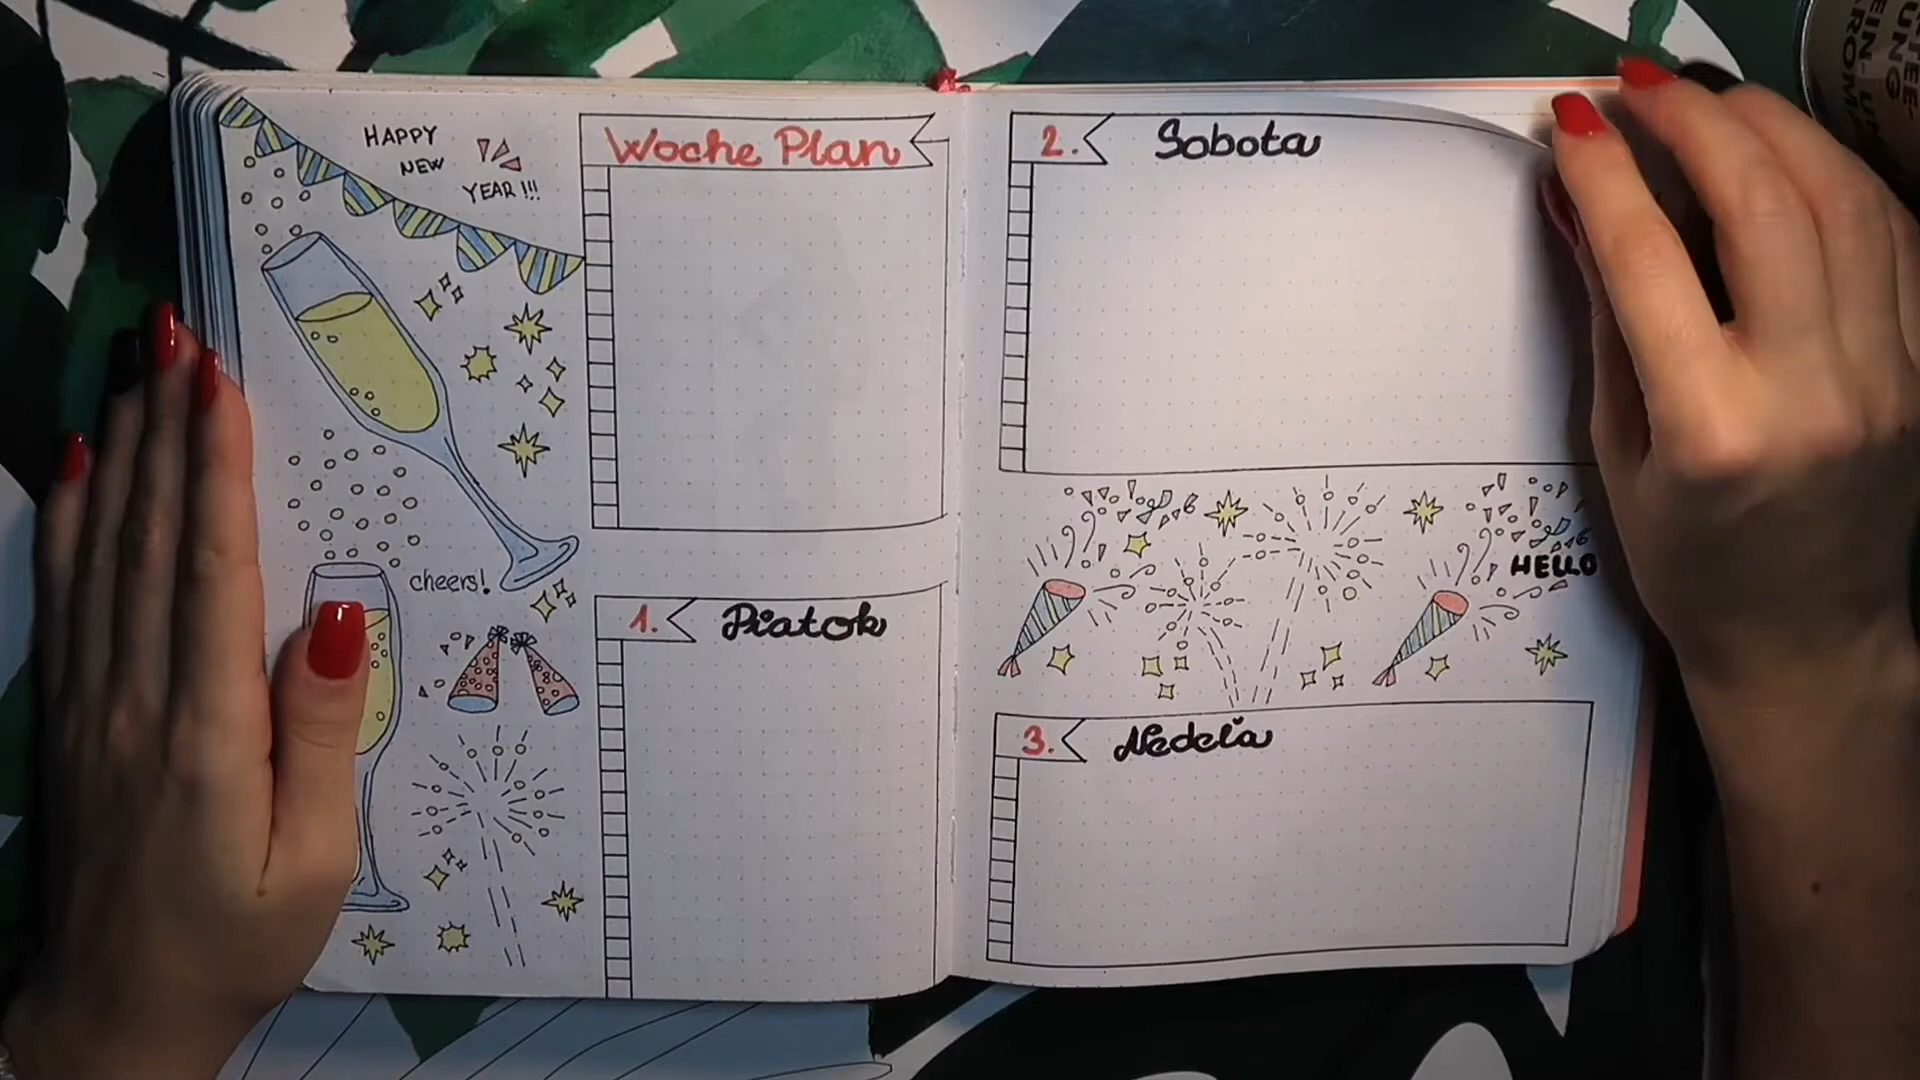 HAPPY
NEW
YEAR !!!
cheers!
Woche Plan
1. Piatok
2. Sobota
HELLO
3. Nedeľa